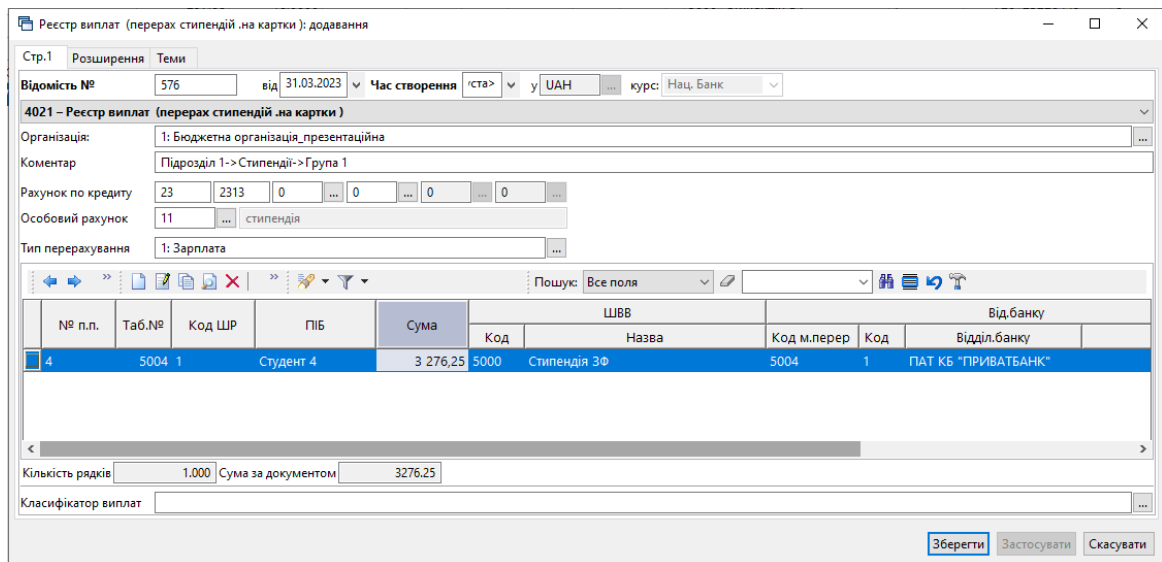 Реєстр виплат (перерах стипендій .на картки ): додавання
Стр.1 Розширення Теми
Відомість № 576 від 31.03.2023 Час створення ‹ста> у UAH ... курс: Нац. Банк
4021 – Реєстр виплат (перерах стипендій .на картки )
Організація: 1: Бюджетна організація_презентаційна ...
Коментар Підрозділ 1->Стипендії->Група 1
Рахунок по кредиту 23 2313 0 ... 0 ... 0 ... 0 ...
Особовий рахунок 11 ... стипендія
Тип перерахування 1: Зарплата ...
Пошук: Все поля
№ п.п. Таб.№ Код ШР ПІБ Сума ШВВ Від.банку
Код Назва Код м.перер Код Відділ.банку
4 5004 1 Студент 4 3 276,25 5000 Стипендія ЗФ 5004 1 ПАТ КБ "ПРИВАТБАНК"
Кількість рядків 1.000 Сума за документом 3276.25
Класифікатор виплат ...
Зберегти Застосувати Скасувати